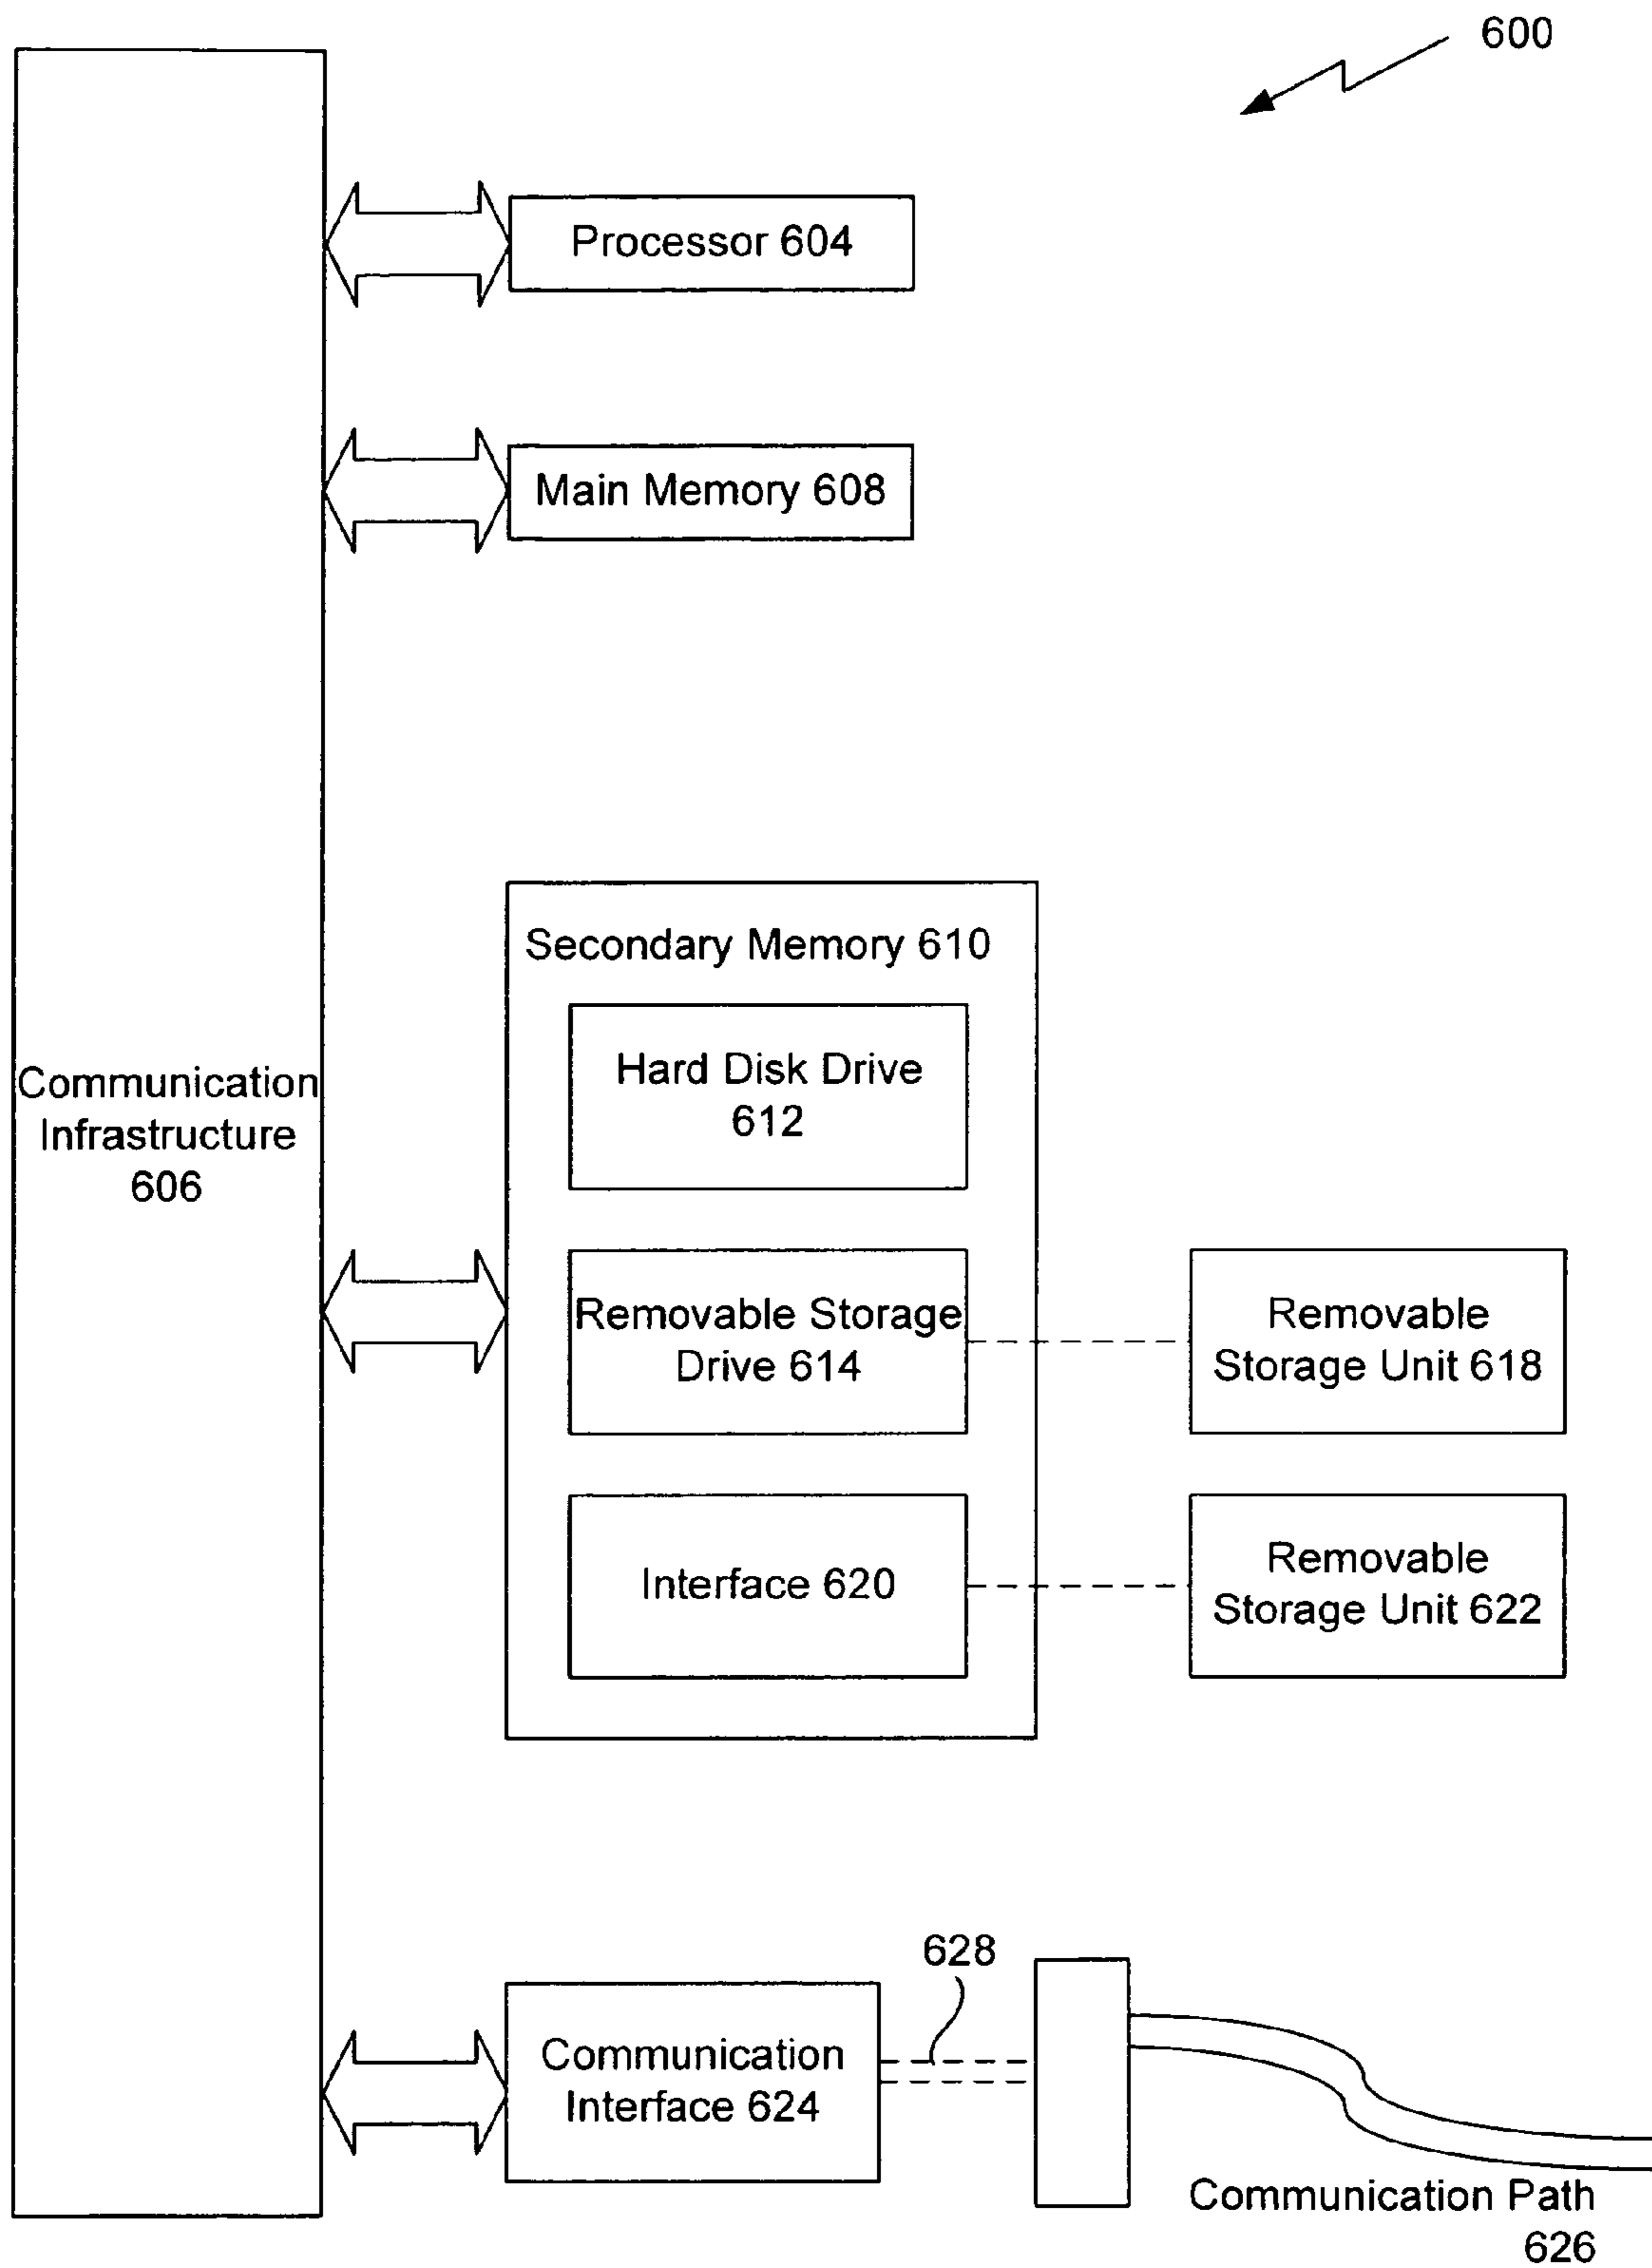 600
Processor 604
Main Memory 608
Secondary Memory 610
Hard Disk Drive
612
Communication
Infrastructure
606
Removable Storage
Drive 614
Removable
Storage Unit 618
Interface 620
Removable
Storage Unit 622
628
Communication
Interface 624
Communication Path
626